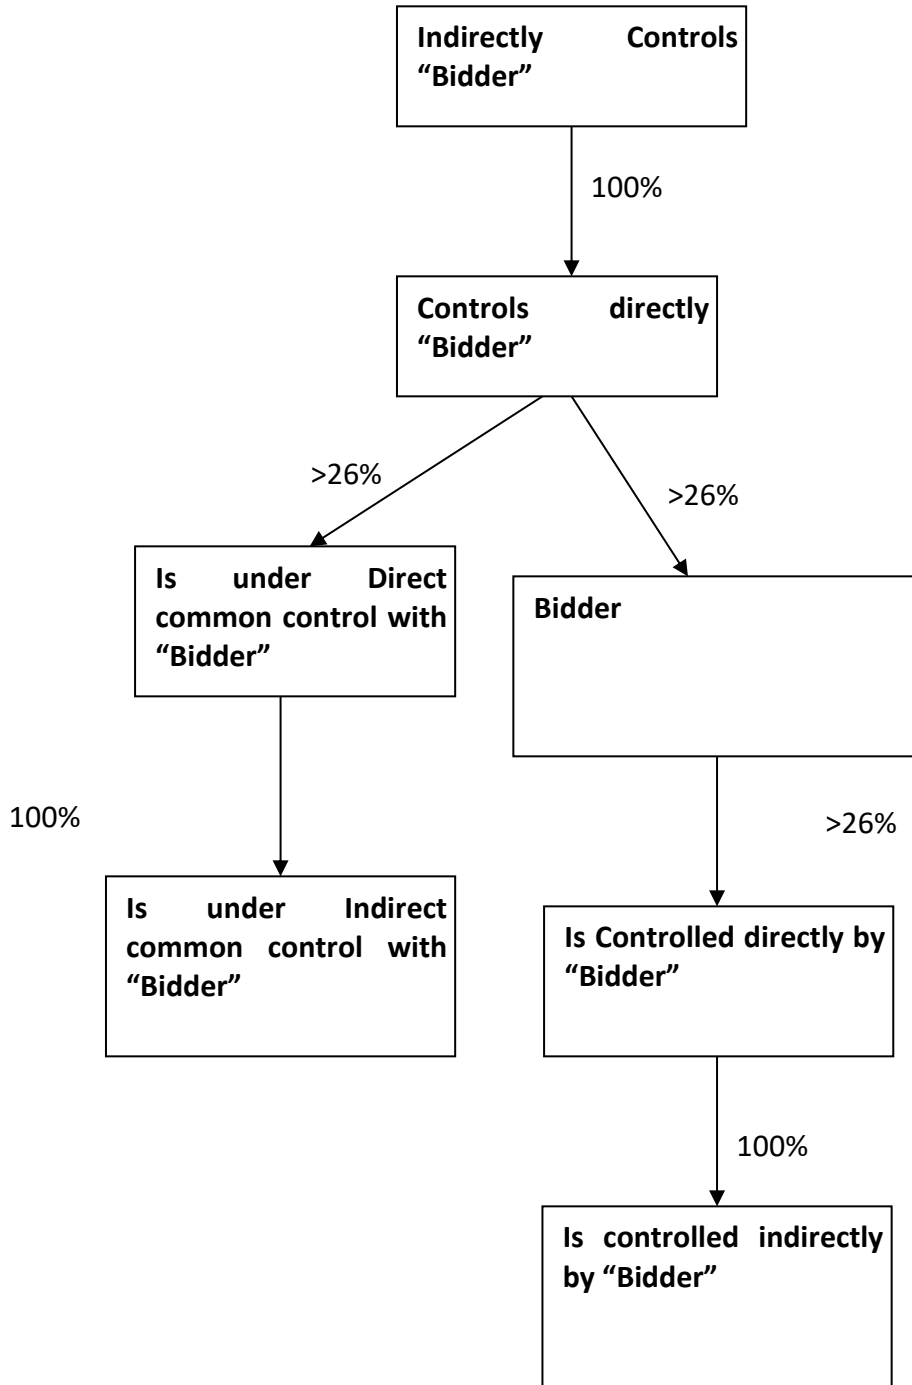 Indirectly Controls
“Bidder”
100%
Controls directly
“Bidder”
>26%
>26%
Is under Direct
common control with
“Bidder”
Bidder
100%
>26%
Is under Indirect
common control with
“Bidder”
Is Controlled directly by
“Bidder”
100%
Is controlled indirectly
by “Bidder”